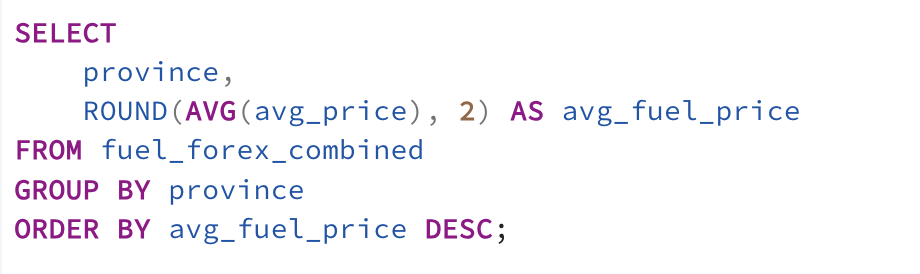 SELECT
    province,
    ROUND(AVG(avg_price), 2) AS avg_fuel_price
FROM fuel_forex_combined
GROUP BY province
ORDER BY avg_fuel_price DESC;